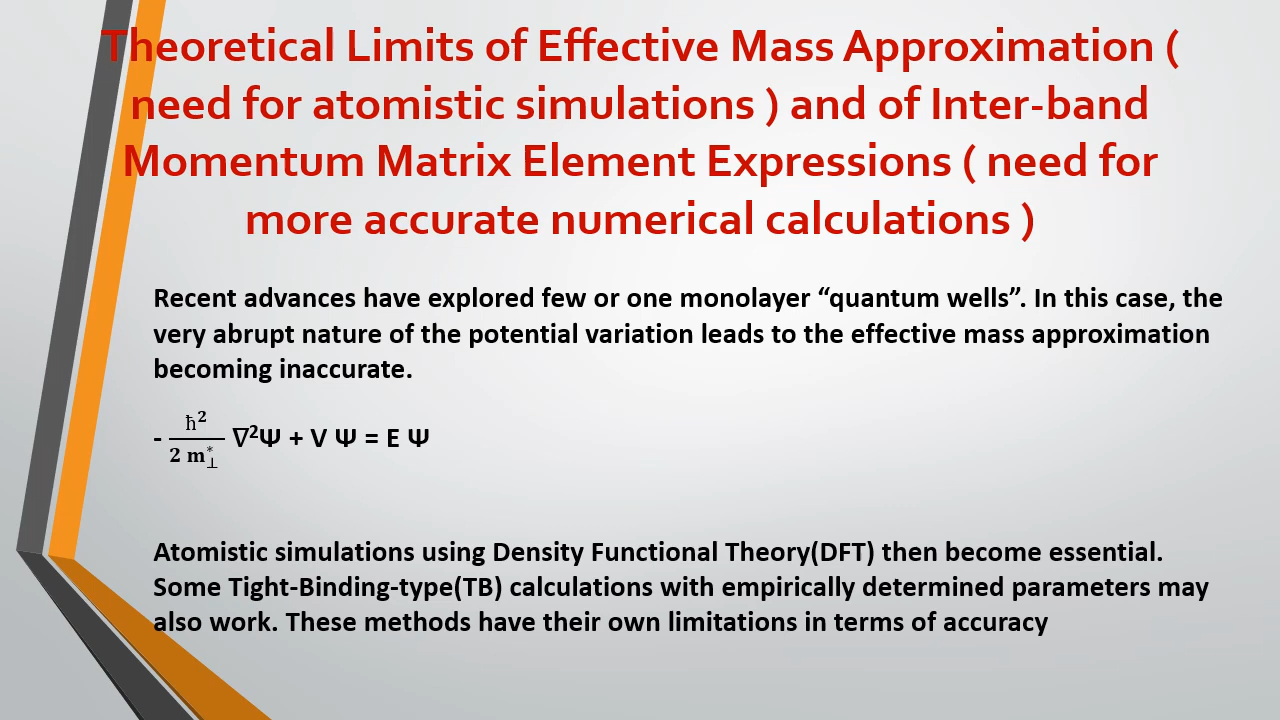 Theoretical Limits of Effective Mass Approximation (
need for atomistic simulations ) and of Inter-band
Momentum Matrix Element Expressions ( need for
more accurate numerical calculations )
Recent advances have explored few or one monolayer “quantum wells”. In this case, the
very abrupt nature of the potential variation leads to the effective mass approximation
becoming inaccurate.
- ħ² / 2 m*⊥ ∇²Ψ + V Ψ = E Ψ
Atomistic simulations using Density Functional Theory(DFT) then become essential.
Some Tight-Binding-type(TB) calculations with empirically determined parameters may
also work. These methods have their own limitations in terms of accuracy